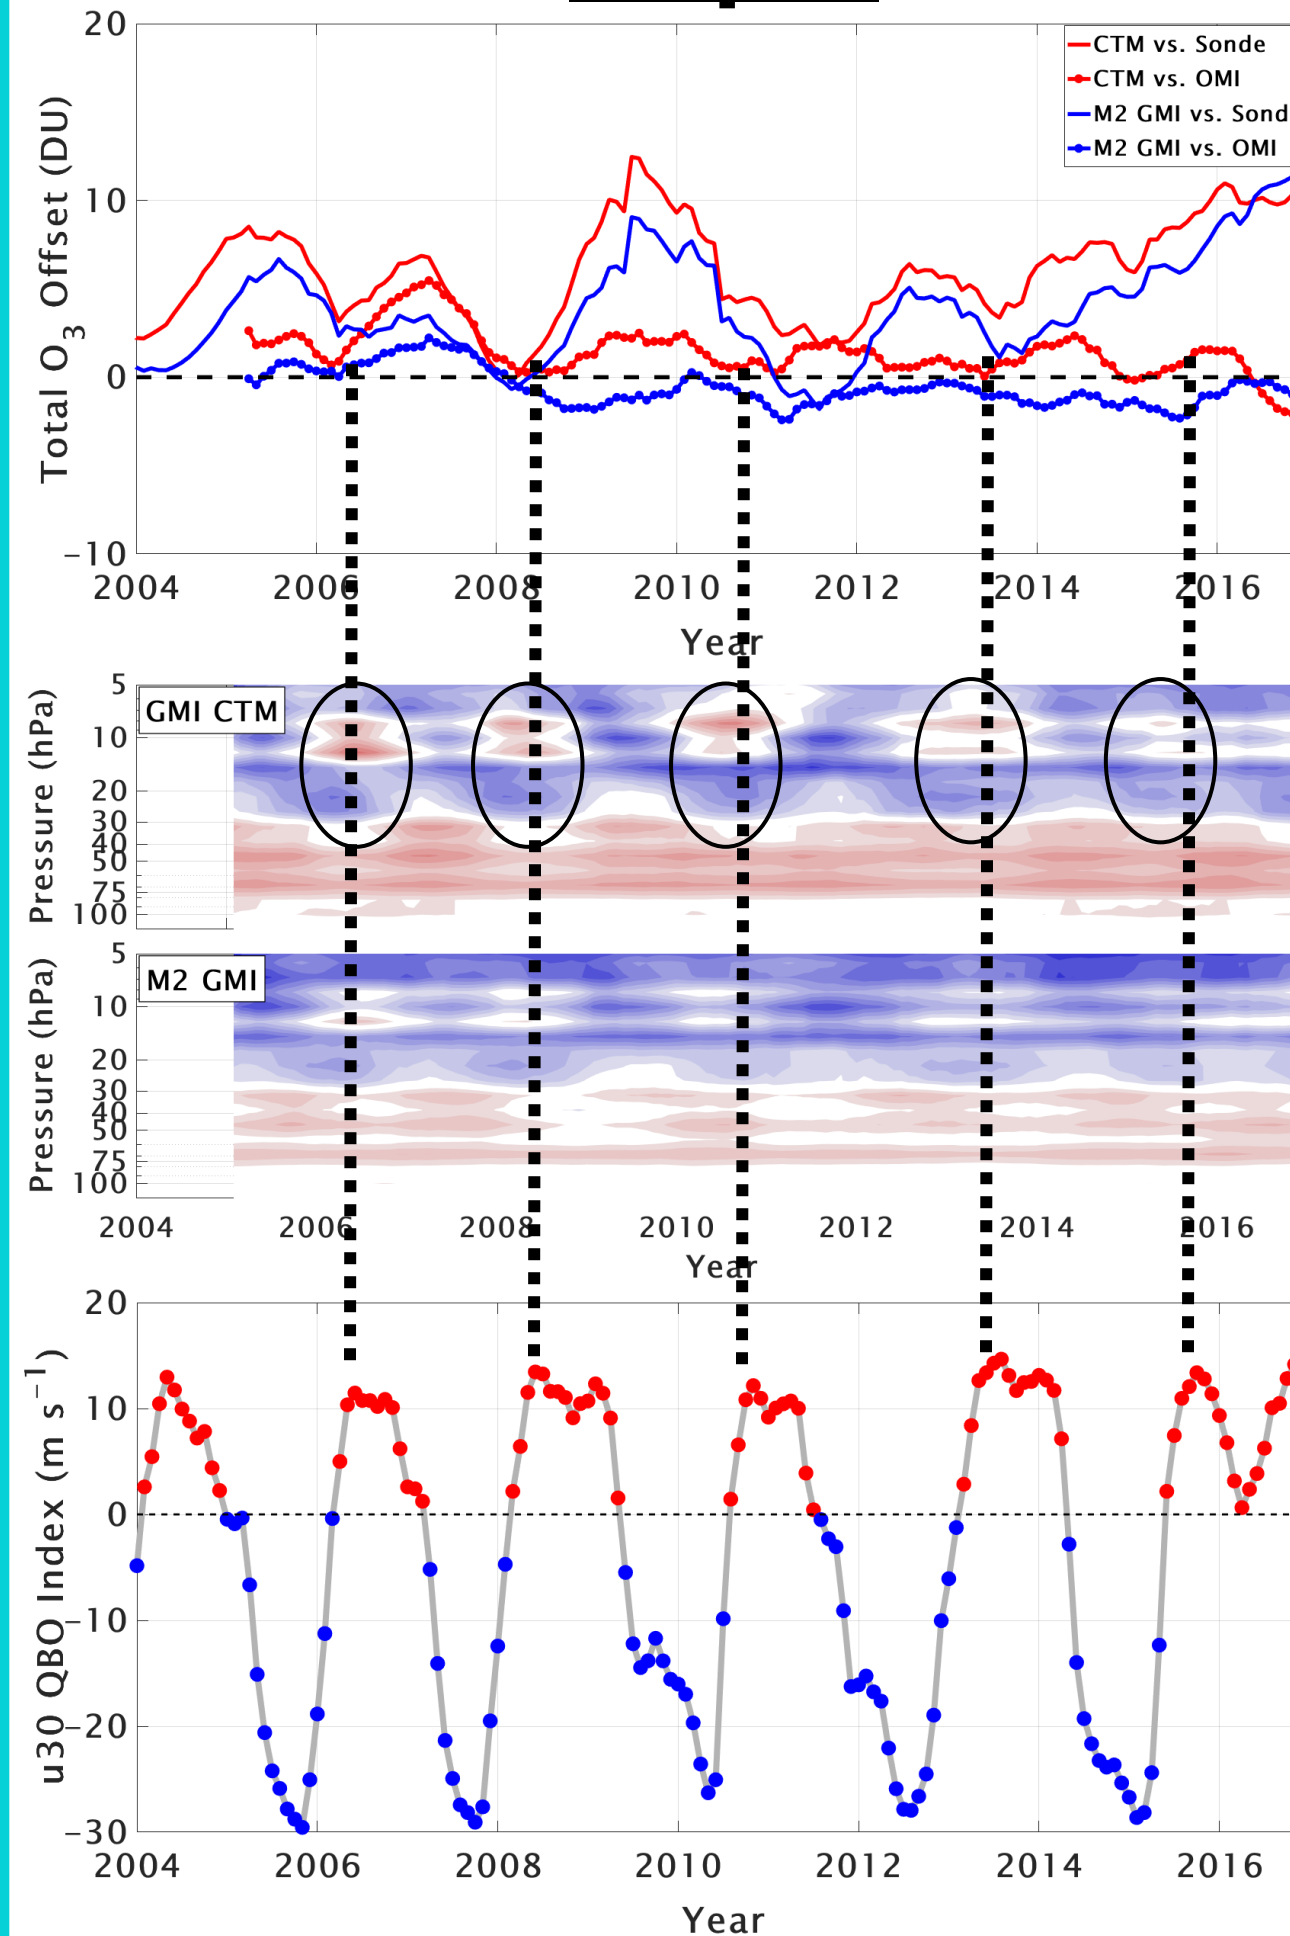 20
10
0
−10
Total O3 Offset (DU)
CTM vs. Sonde
CTM vs. OMI
M2 GMI vs. Sond
M2 GMI vs. OMI
2004 2006 2008 2010 2012 2014 2016
Year
GMI CTM
5
10
20
30
40
50
75
100
Pressure (hPa)
M2 GMI
5
10
20
30
40
50
75
100
Pressure (hPa)
2004 2006 2008 2010 2012 2014 2016
Year
20
10
0
−10
−20
−30
u30 QBO Index (m s−1)
2004 2006 2008 2010 2012 2014 2016
Year